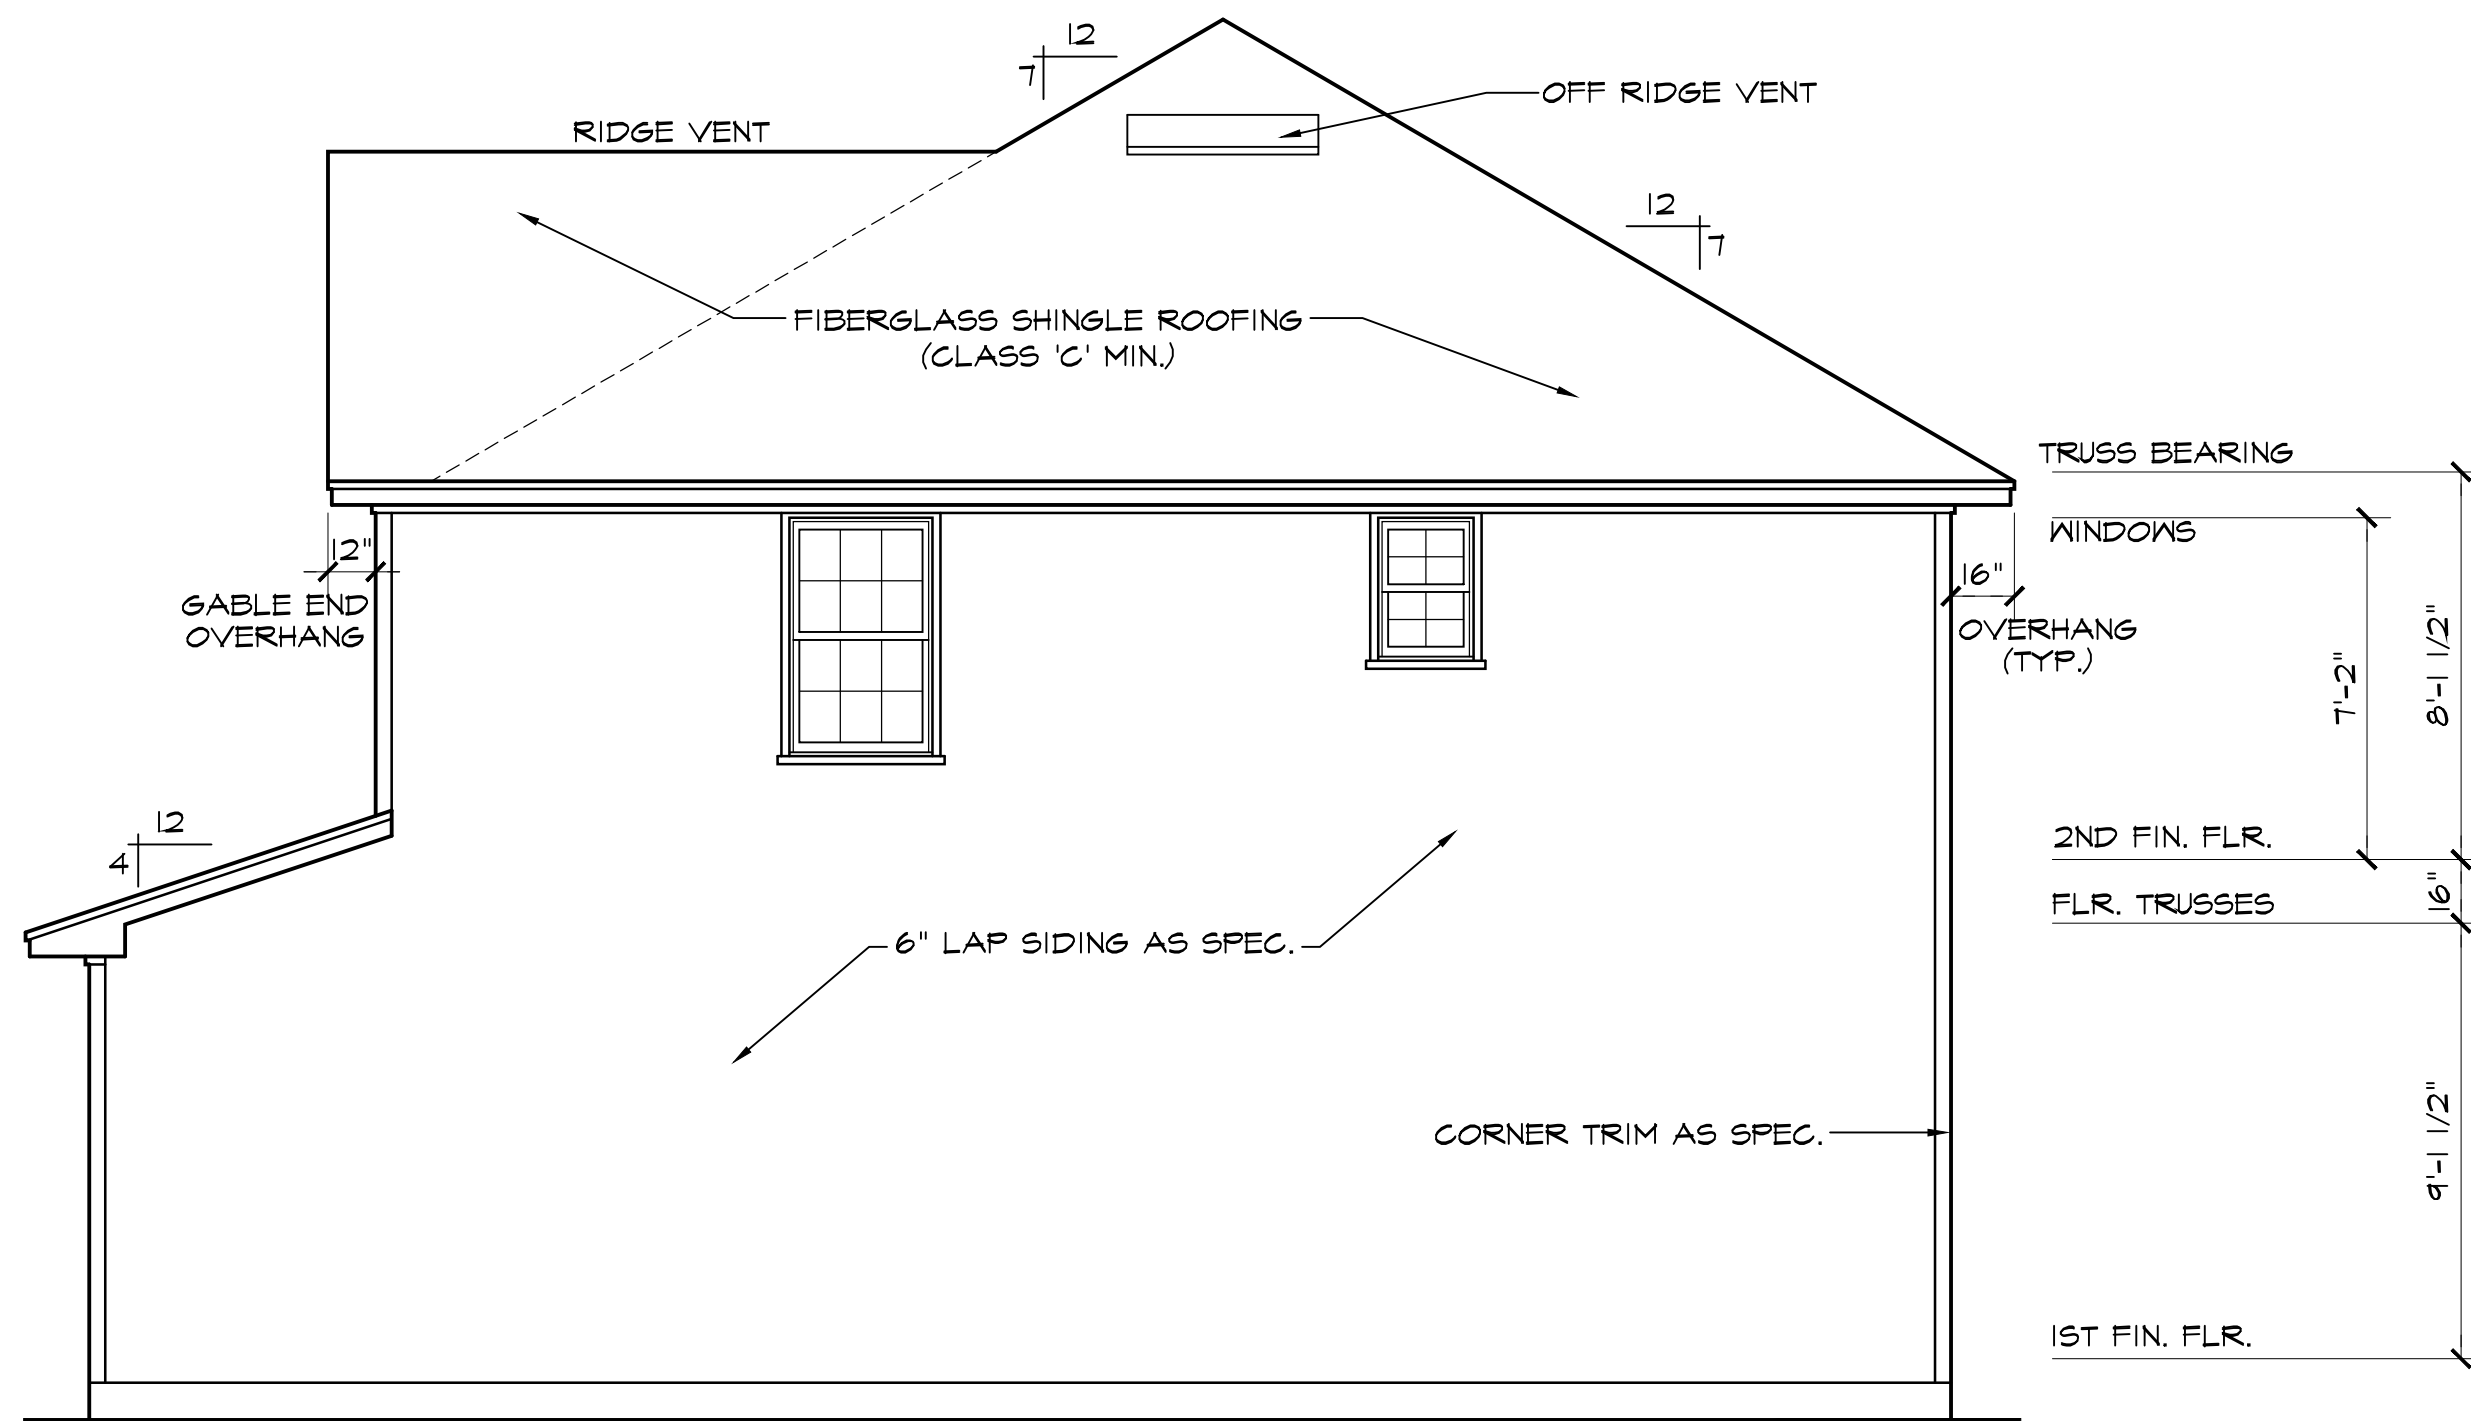 12
7
OFF RIDGE VENT
RIDGE VENT
12
7
FIBERGLASS SHINGLE ROOFING
(CLASS 'C' MIN.)
TRUSS BEARING
WINDOWS
12"
GABLE END
OVERHANG
16"
OVERHANG
(TYP.)
7'-2"
8'-1 1/2"
12
4
2ND FIN. FLR.
16"
FLR. TRUSSES
6" LAP SIDING AS SPEC.
9'-1 1/2"
CORNER TRIM AS SPEC.
1ST FIN. FLR.